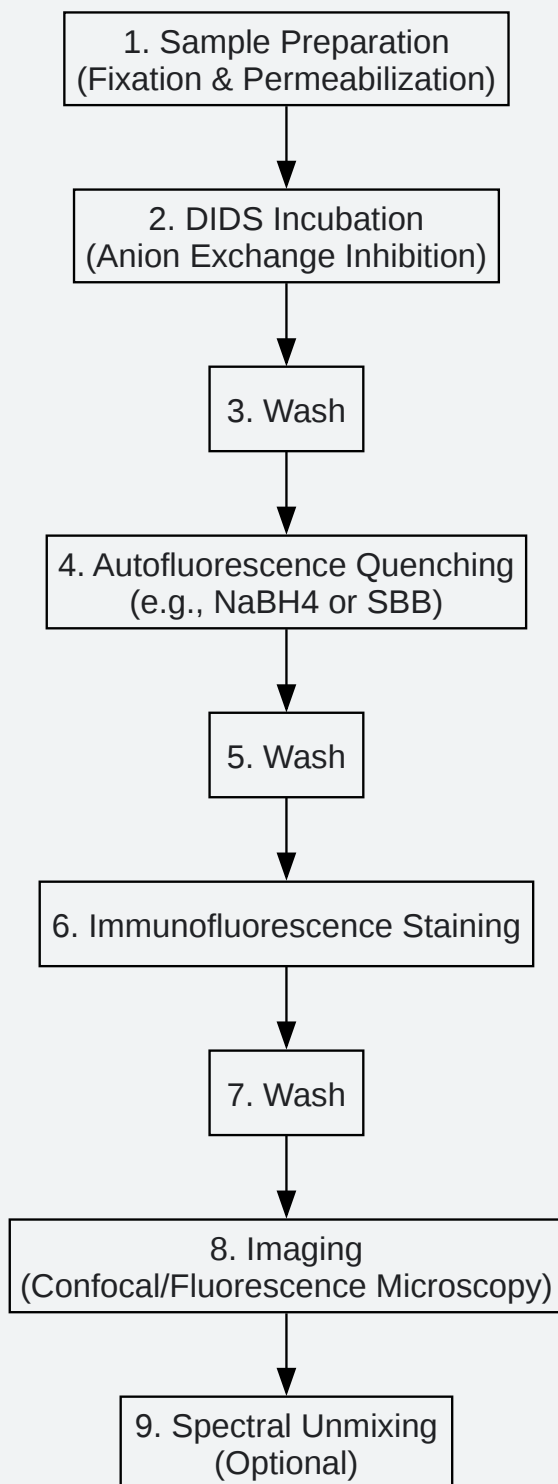 1. Sample Preparation
(Fixation & Permeabilization)
2. DIDS Incubation
(Anion Exchange Inhibition)
3. Wash
4. Autofluorescence Quenching
(e.g., NaBH4 or SBB)
5. Wash
6. Immunofluorescence Staining
7. Wash
8. Imaging
(Confocal/Fluorescence Microscopy)
9. Spectral Unmixing
(Optional)